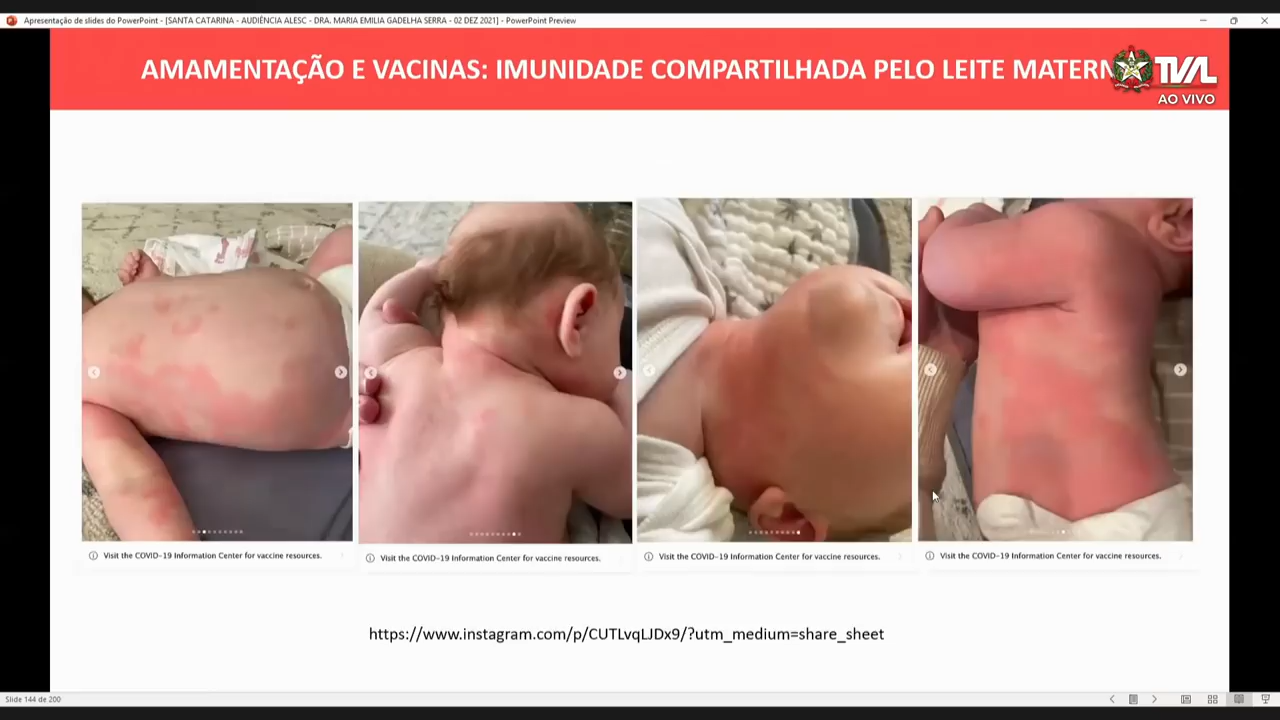 Apresentação de slides do PowerPoint - [SANTA CATARINA - AUDIÊNCIA ALESC - DRA. MARIA EMILIA GADELHA SERRA - 02 DEZ 2021] - PowerPoint Preview
AMAMENTAÇÃO E VACINAS: IMUNIDADE COMPARTILHADA PELO LEITE MATERN
TVAL
AO VIVO
Visit the COVID-19 Information Center for vaccine resources.
Visit the COVID-19 Information Center for vaccine resources.
Visit the COVID-19 Information Center for vaccine resources.
Visit the COVID-19 Information Center for vaccine resources.
https://www.instagram.com/p/CUTLvqLJDx9/?utm_medium=share_sheet
Slide 144 de 200